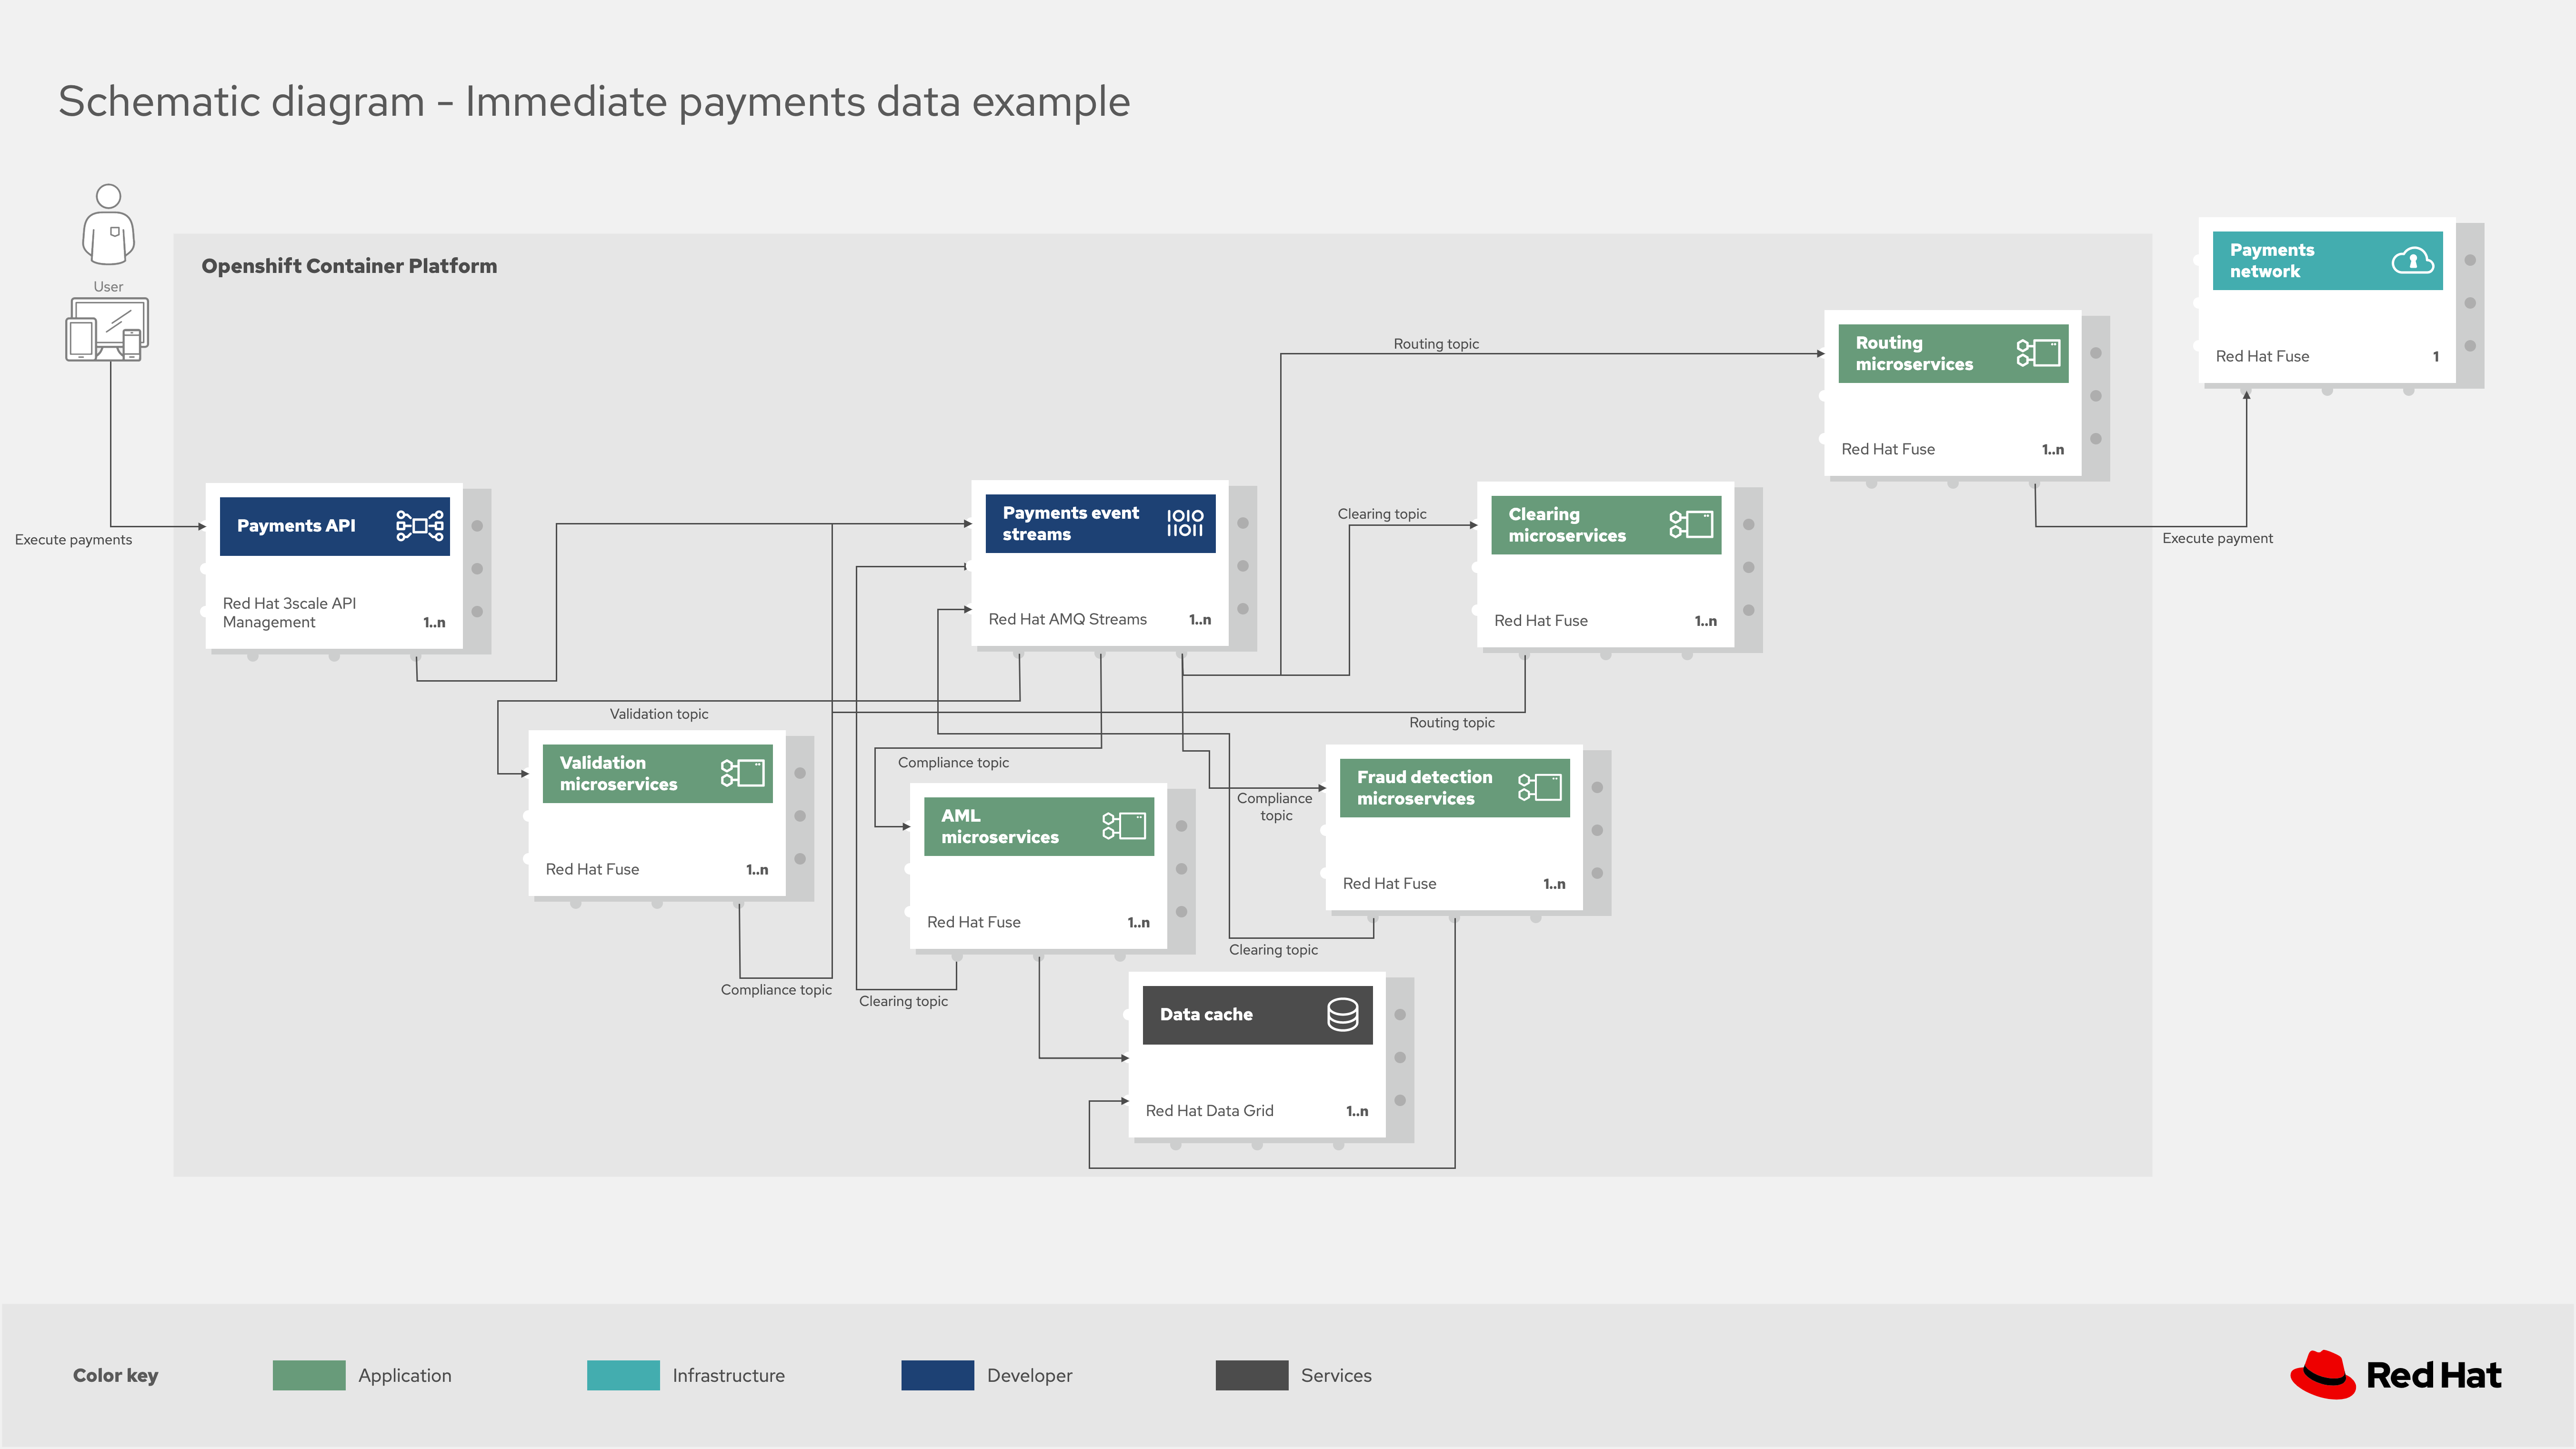 Schematic diagram - Immediate payments data example
User
Execute payments
Openshift Container Platform
Payments API
Red Hat 3scale API
Management
1..n
Payments event
streams
1010
11011
Red Hat AMQ Streams
1..n
Routing topic
Routing
microservices
Red Hat Fuse
1..n
Payments
network
Red Hat Fuse
1
Execute payment
Clearing topic
Clearing
microservices
Red Hat Fuse
1..n
Validation topic
Routing topic
Validation
microservices
Red Hat Fuse
1..n
Compliance topic
Compliance topic
AML
microservices
Red Hat Fuse
1..n
Clearing topic
Compliance
topic
Fraud detection
microservices
Red Hat Fuse
1..n
Clearing topic
Data cache
Red Hat Data Grid
1..n
Color key
Application
Infrastructure
Developer
Services
Red Hat